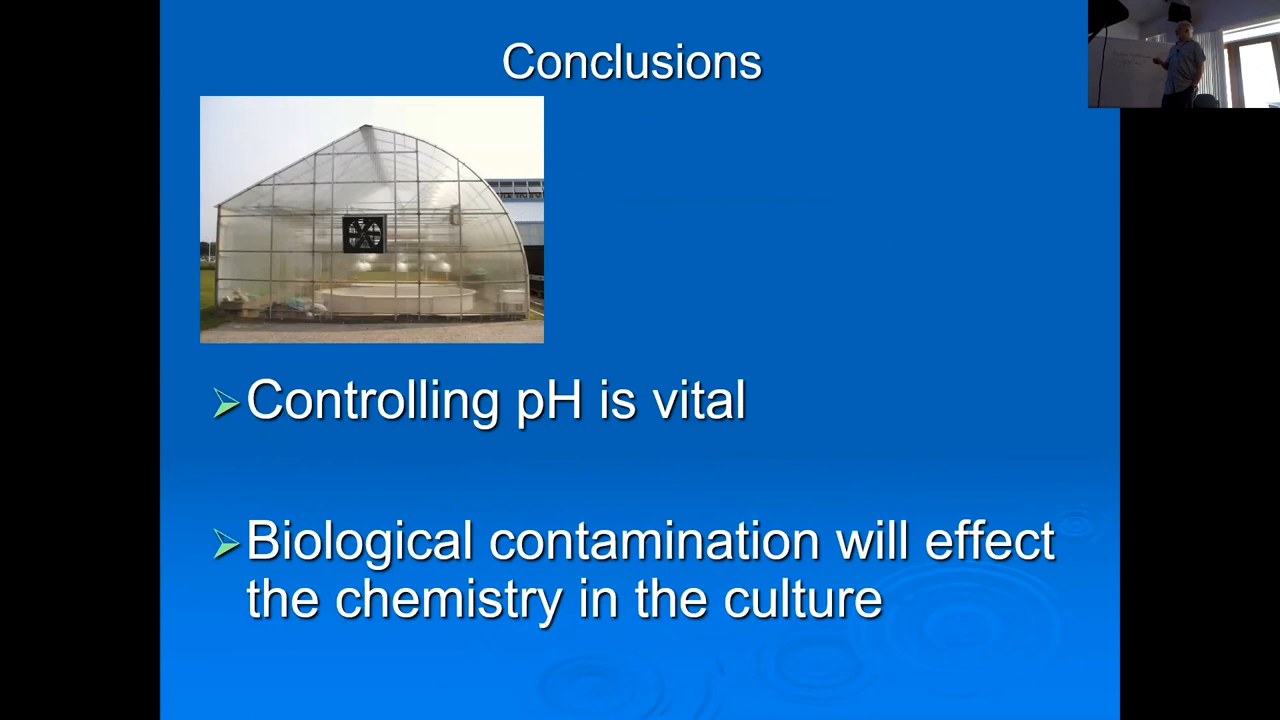 Conclusions
Controlling pH is vital
Biological contamination will effect
the chemistry in the culture